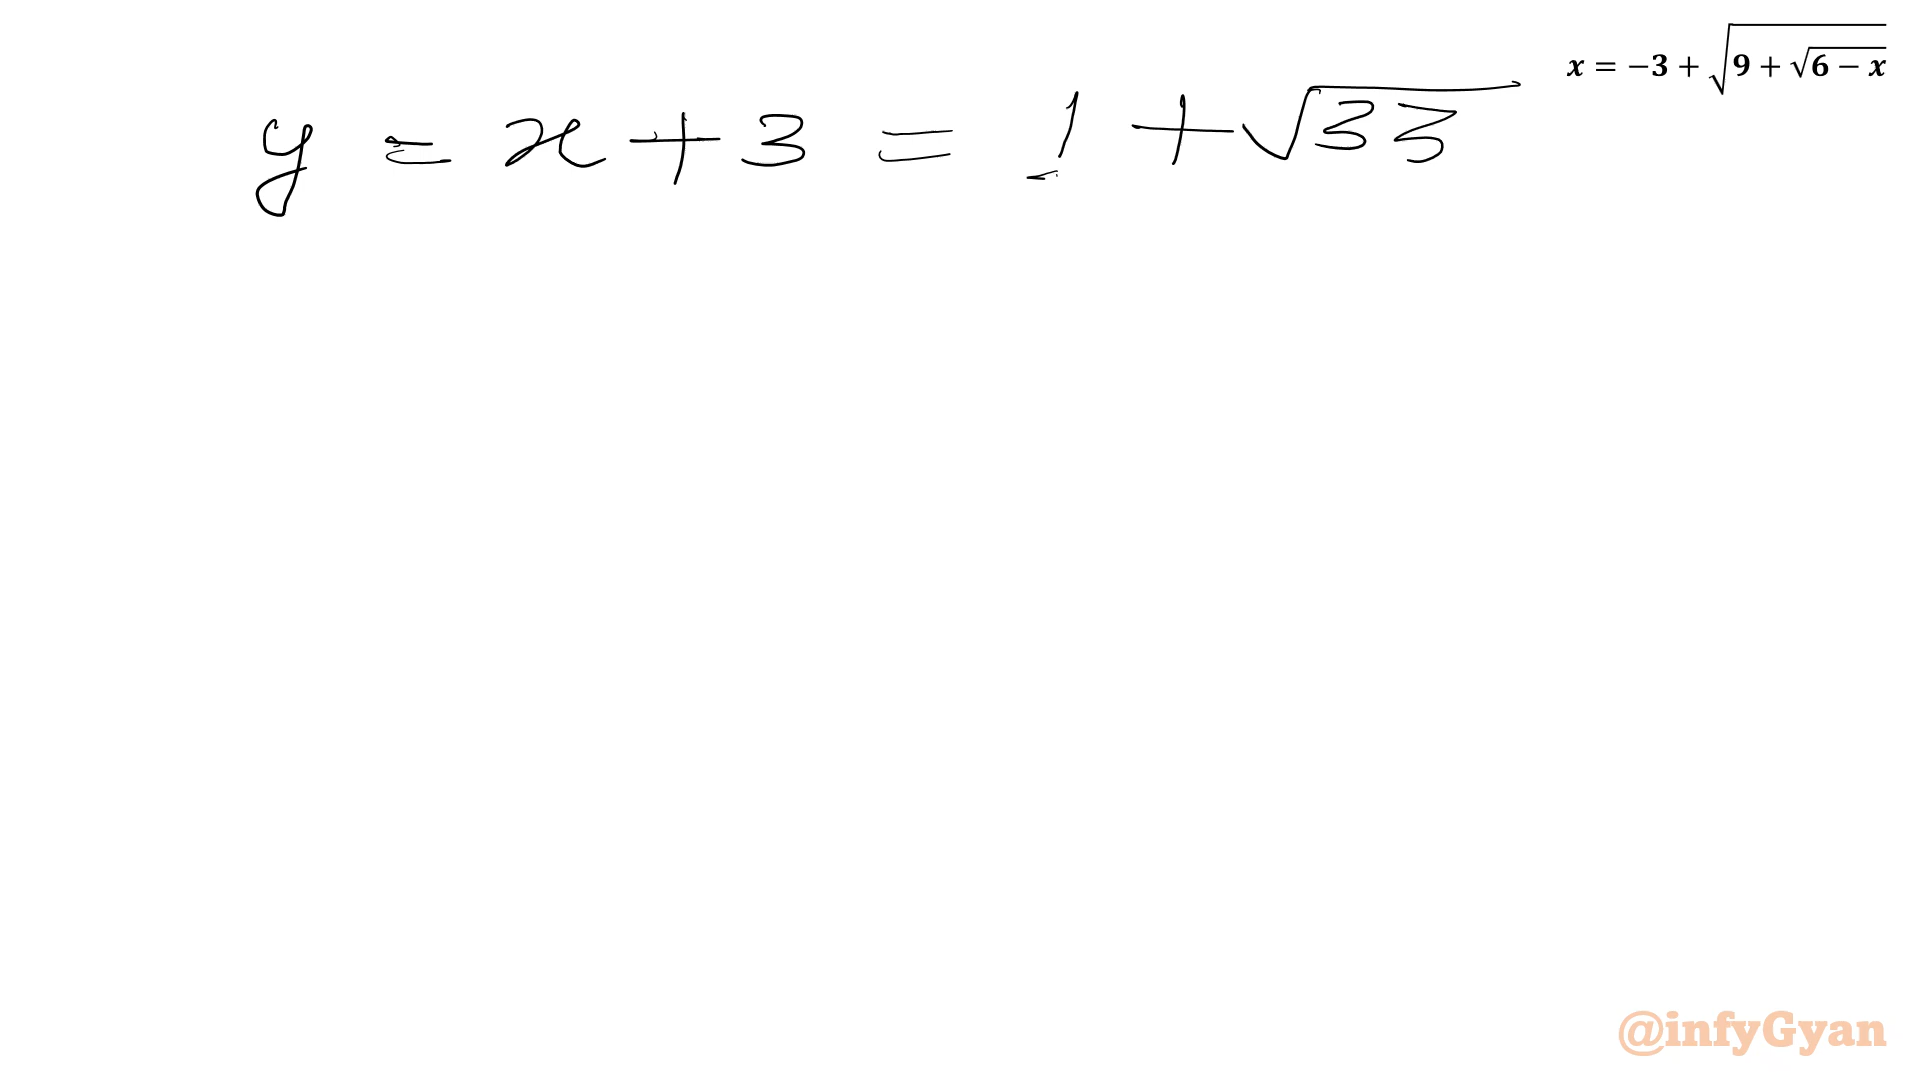 x = −3 + √(9 + √(6 − x))
y = x + 3 = 1 + √33
@infyGyan